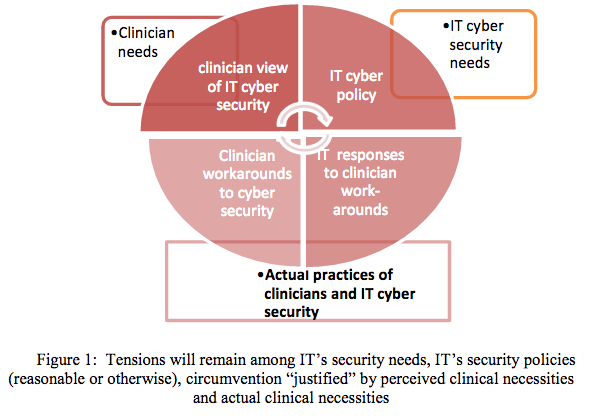 •Clinician
needs
•IT cyber
security
needs
clinician view
of IT cyber
security
IT cyber
policy
Clinician
workarounds
to cyber
security
IT responses
to clinician
work-
arounds
•Actual practices of
clinicians and IT cyber
security
Figure 1: Tensions will remain among IT's security needs, IT's security policies
(reasonable or otherwise), circumvention “justified” by perceived clinical necessities
and actual clinical necessities